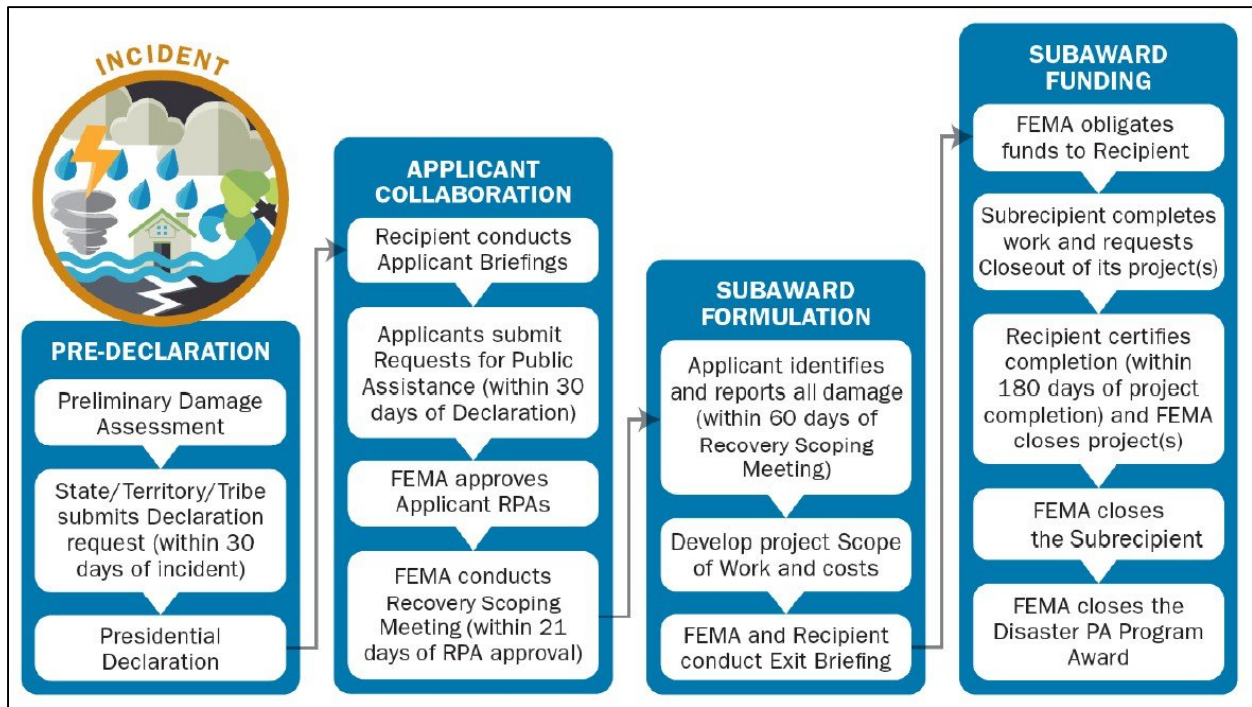 INCIDENT
PRE-DECLARATION
Preliminary Damage
Assessment
State/Territory/Tribe
submits Declaration
request (within 30
days of incident)
Presidential
Declaration
APPLICANT
COLLABORATION
Recipient conducts
Applicant Briefings
Applicants submit
Requests for Public
Assistance (within 30
days of Declaration)
FEMA approves
Applicant RPAs
FEMA conducts
Recovery Scoping
Meeting (within 21
days of RPA approval)
SUBAWARD
FORMULATION
Applicant identifies
and reports all damage
(within 60 days of
Recovery Scoping
Meeting)
Develop project Scope
of Work and costs
FEMA and Recipient
conduct Exit Briefing
SUBAWARD
FUNDING
FEMA obligates
funds to Recipient
Subrecipient completes
work and requests
Closeout of its project(s)
Recipient certifies
completion (within
180 days of project
completion) and FEMA
closes project(s)
FEMA closes
the Subrecipient
FEMA closes the
Disaster PA Program
Award